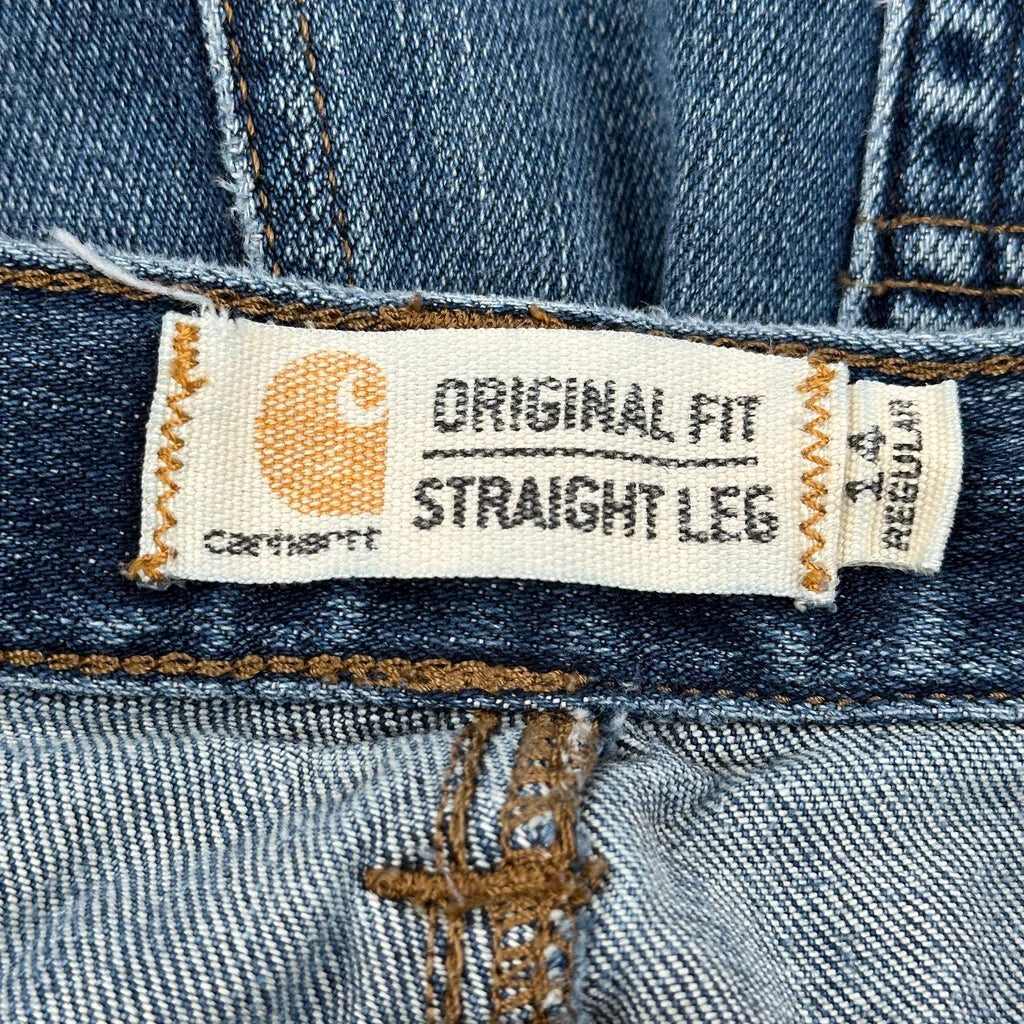 ORIGINAL FIT
STRAIGHT LEG
carhartt
14
REGULAR